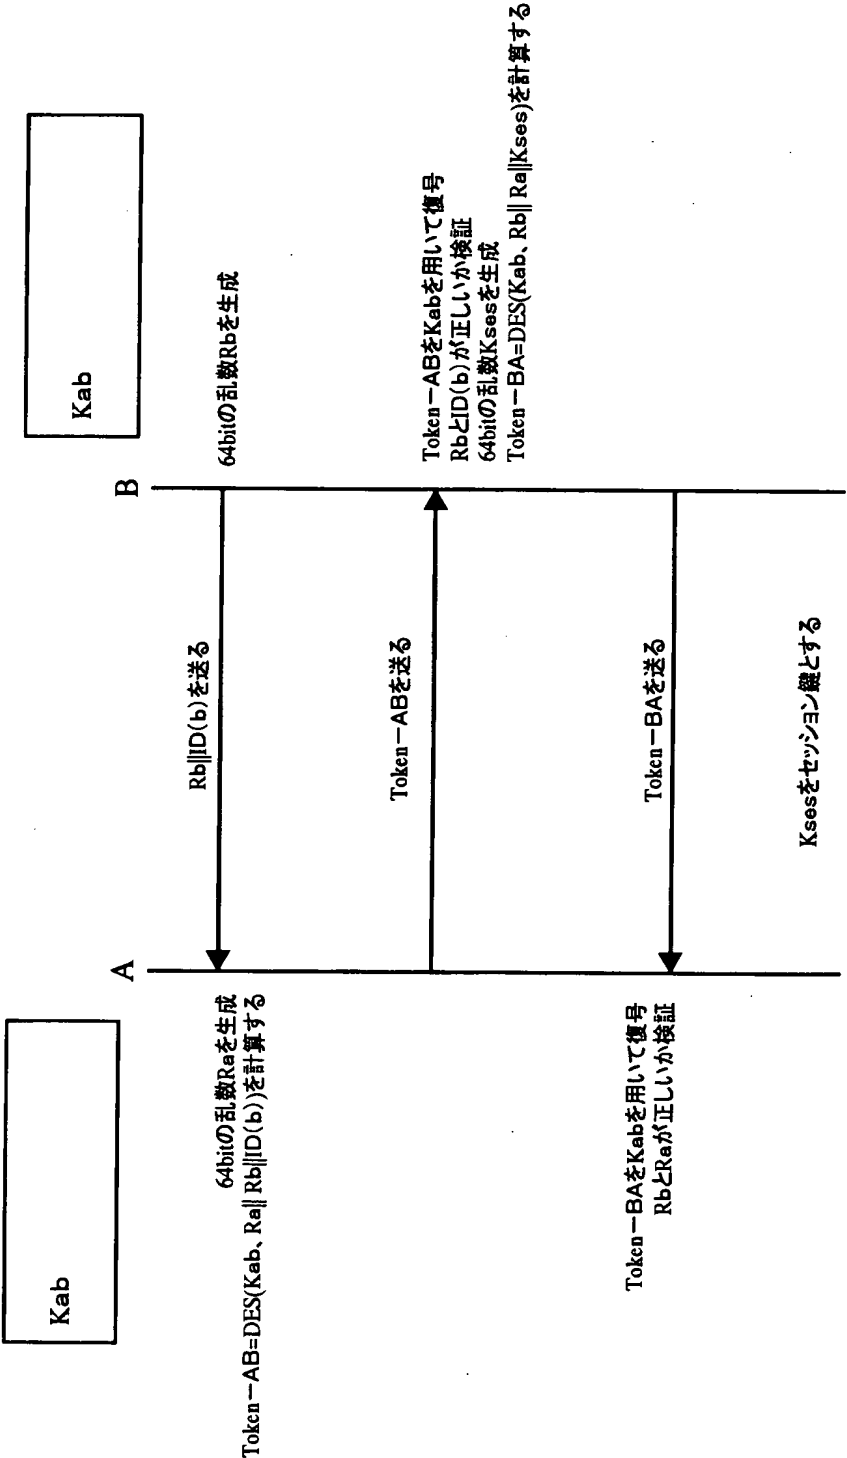 Kab
Kab
A
B
64bitの乱数Rbを生成
Rb||ID(b)を送る
64bitの乱数Raを生成
Token－AB=DES(Kab、Ra|| Rb||ID(b))を計算する
Token－ABを送る
Token－ABをKabを用いて復号
RbとID(b)が正しいか検証
64bitの乱数Ksesを生成
Token－BA=DES(Kab、Rb|| Ra||Kses)を計算する
Token－BAを送る
Token－BAをKabを用いて復号
RbとRaが正しいか検証
Ksesをセッション鍵とする